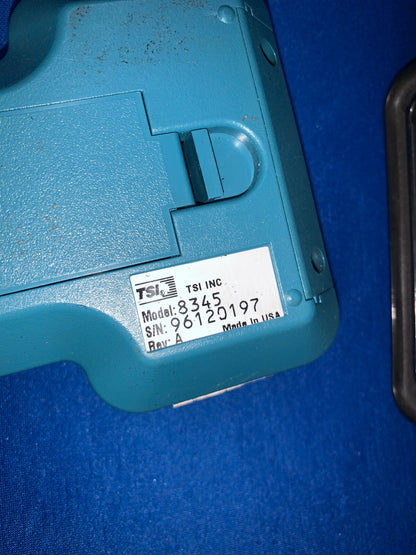 TSI TSI INC
Model: 8345
S/N: 96120197
Rev: A Made In USA